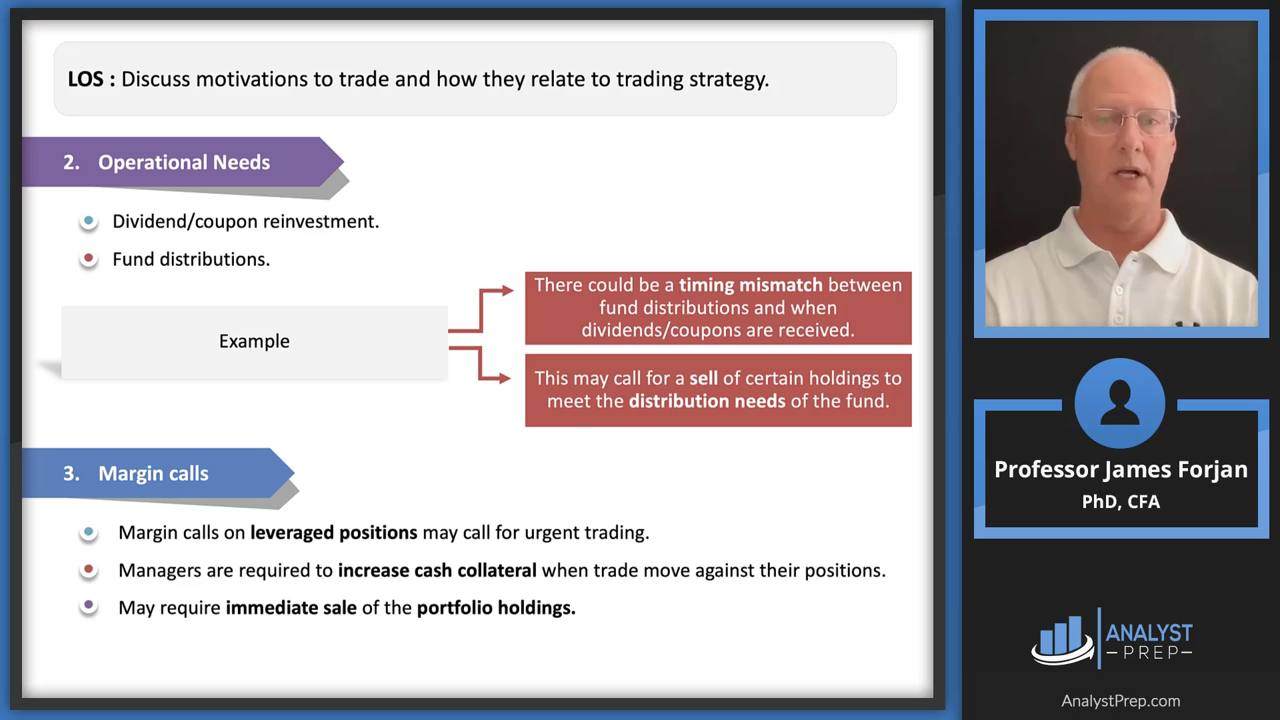 LOS : Discuss motivations to trade and how they relate to trading strategy.
2. Operational Needs
Dividend/coupon reinvestment.
Fund distributions.
Example
There could be a timing mismatch between
fund distributions and when
dividends/coupons are received.
This may call for a sell of certain holdings to
meet the distribution needs of the fund.
3. Margin calls
Margin calls on leveraged positions may call for urgent trading.
Managers are required to increase cash collateral when trade move against their positions.
May require immediate sale of the portfolio holdings.
Professor James Forjan
PhD, CFA
ANALYST
PREP
AnalystPrep.com